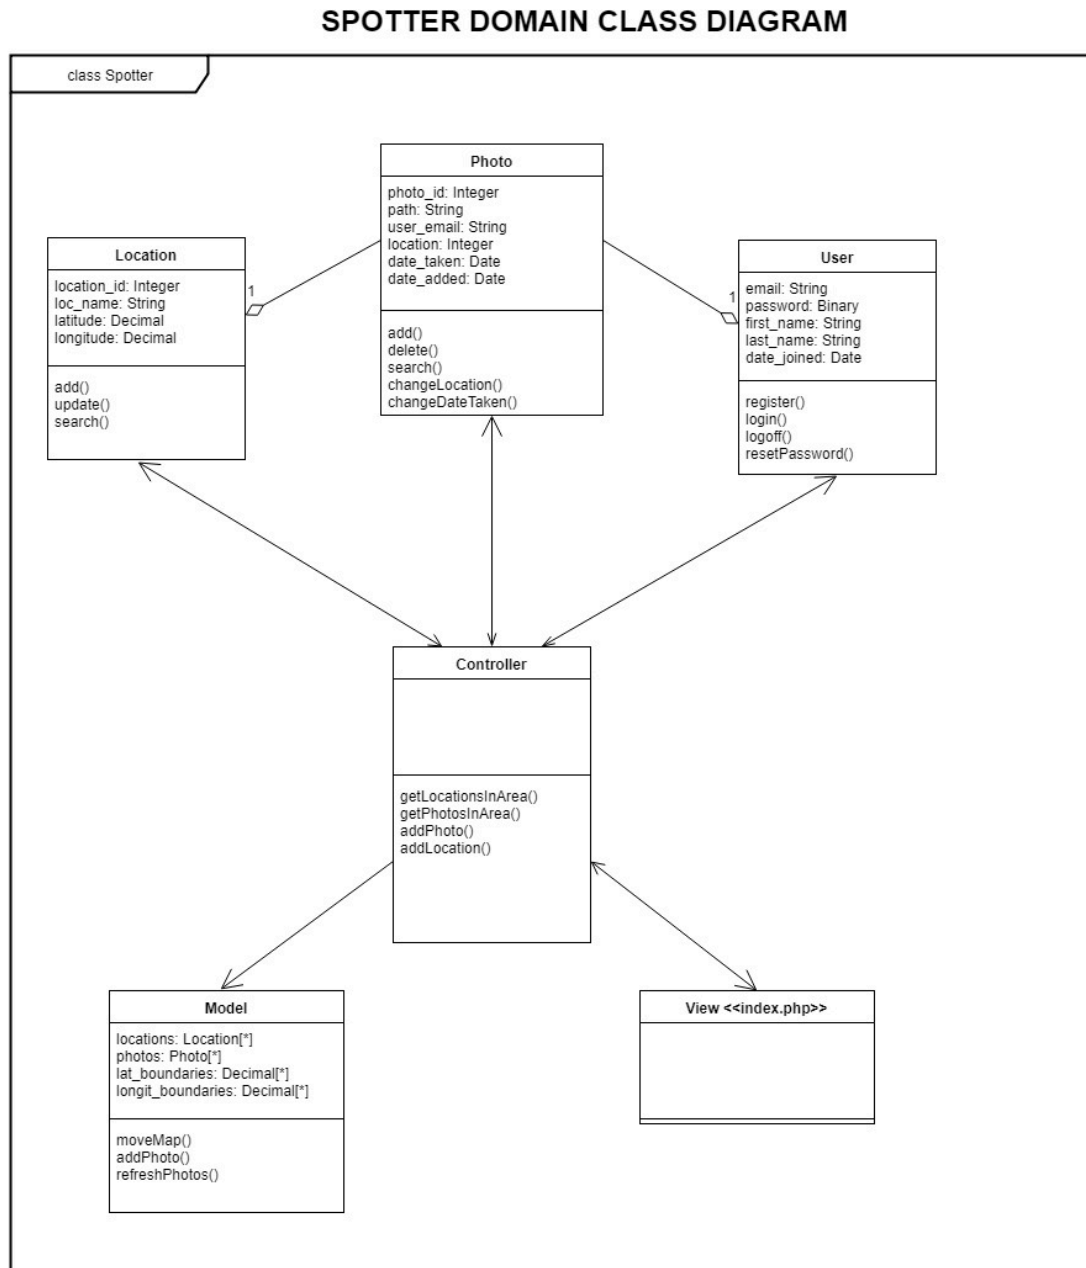 SPOTTER DOMAIN CLASS DIAGRAM
class Spotter
Photo
photo_id: Integer
path: String
user_email: String
location: Integer
date_taken: Date
date_added: Date
add()
delete()
search()
changeLocation()
changeDateTaken()
Location
location_id: Integer
loc_name: String
latitude: Decimal
longitude: Decimal
add()
update()
search()
1
User
email: String
password: Binary
first_name: String
last_name: String
date_joined: Date
register()
login()
logoff()
resetPassword()
1
Controller
getLocationsInArea()
getPhotosInArea()
addPhoto()
addLocation()
Model
locations: Location[*]
photos: Photo[*]
lat_boundaries: Decimal[*]
longit_boundaries: Decimal[*]
moveMap()
addPhoto()
refreshPhotos()
View <<index.php>>